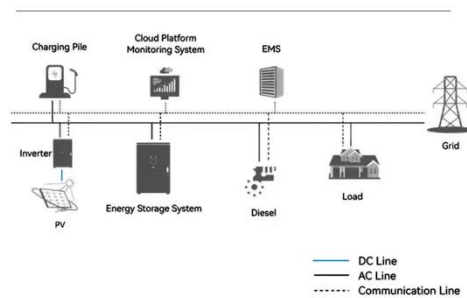 Charging Pile
Cloud Platform
Monitoring System
EMS
Grid
Inverter
PV
Energy Storage System
Diesel
Load
DC Line
AC Line
Communication Line